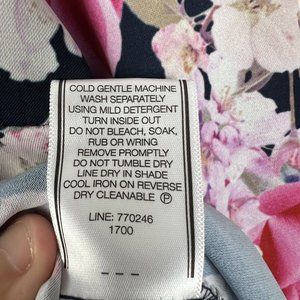 COLD GENTLE MACHINE
WASH SEPARATELY
USING MILD DETERGENT
TURN INSIDE OUT
DO NOT BLEACH, SOAK,
RUB OR WRING
REMOVE PROMPTLY
DO NOT TUMBLE DRY
LINE DRY IN SHADE
COOL IRON ON REVERSE
DRY CLEANABLE Ⓟ
LINE: 770246
1700
— — —